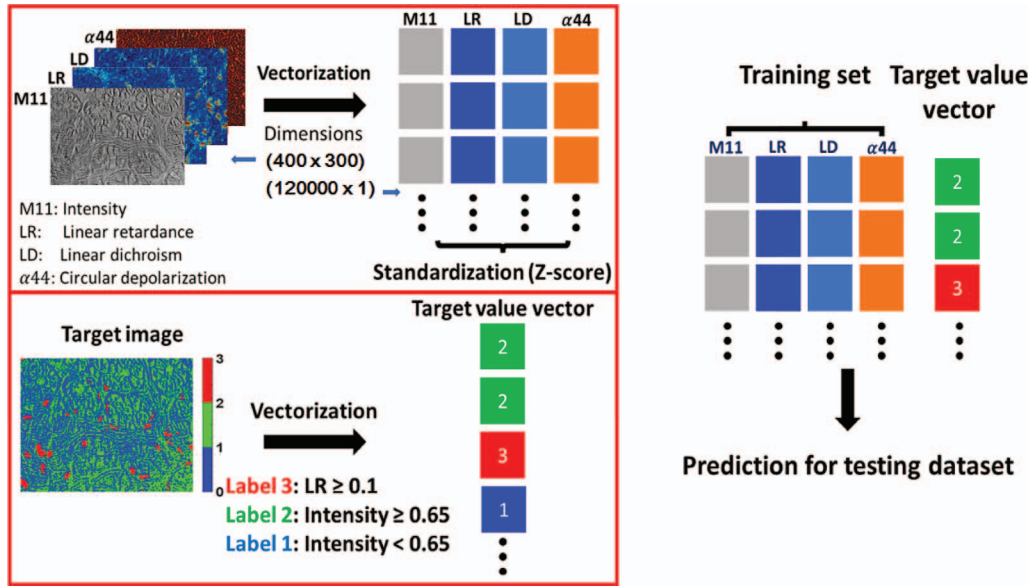 α44
LD
LR
M11
Vectorization
Dimensions
(400 x 300)
(120000 x 1)
M11 LR LD α44
M11: Intensity
LR: Linear retardance
LD: Linear dichroism
α44: Circular depolarization
Standardization (Z-score)
Target image
3
2
1
0
Vectorization
Label 3: LR ≥ 0.1
Label 2: Intensity ≥ 0.65
Label 1: Intensity < 0.65
Target value vector
2
2
3
1
Training set
Target value
vector
M11 LR LD α44
2
2
3
Prediction for testing dataset